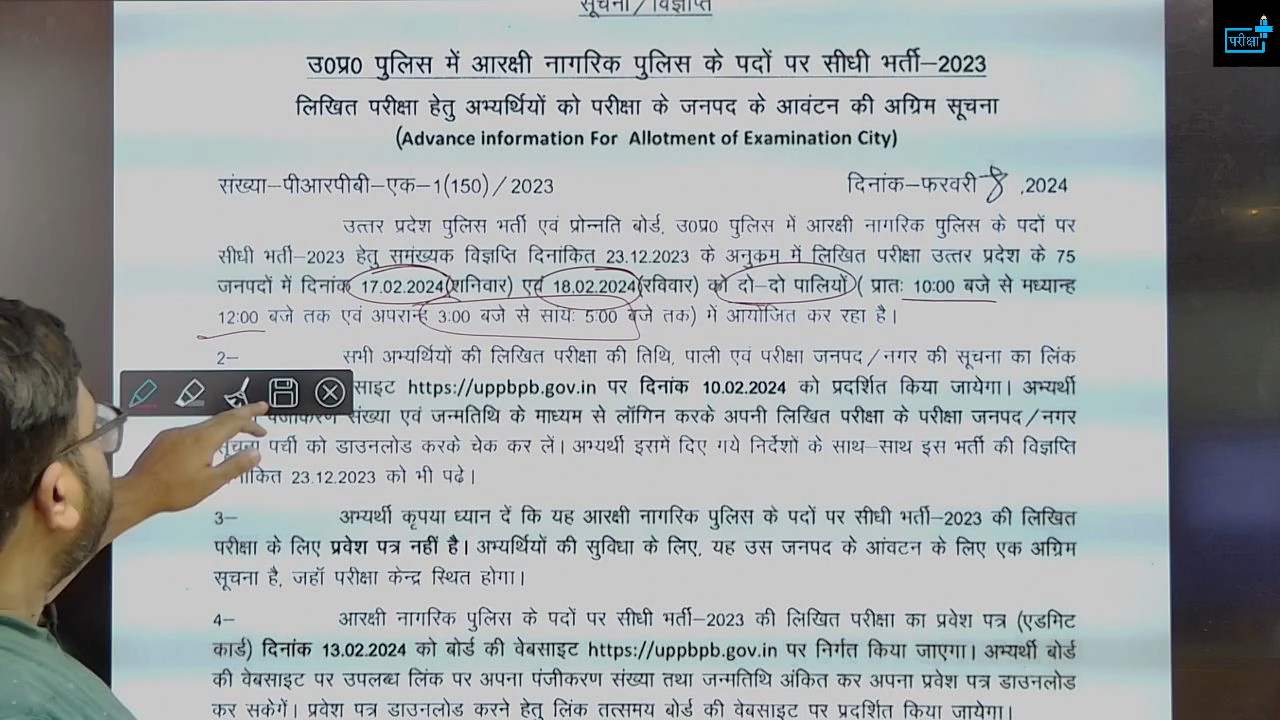 सूचना/विज्ञप्ति
परीक्षा
उ0प्र0 पुलिस में आरक्षी नागरिक पुलिस के पदों पर सीधी भर्ती–2023
लिखित परीक्षा हेतु अभ्यर्थियों को परीक्षा के जनपद के आवंटन की अग्रिम सूचना
(Advance information For Allotment of Examination City)
संख्या–पीआरपीबी–एक–1(150)/2023 दिनांक–फरवरी 8 ,2024
उत्तर प्रदेश पुलिस भर्ती एवं प्रोन्नति बोर्ड, उ0प्र0 पुलिस में आरक्षी नागरिक पुलिस के पदों पर
सीधी भर्ती–2023 हेतु समंख्यक विज्ञप्ति दिनांकित 23.12.2023 के अनुक्रम में लिखित परीक्षा उत्तर प्रदेश के 75
जनपदों में दिनांक 17.02.2024(शनिवार) एवं 18.02.2024(रविवार) को दो–दो पालियों ( प्रातः 10:00 बजे से मध्यान्ह
12:00 बजे तक एवं अपरान्ह 3:00 बजे से सायः 5:00 बजे तक) में आयोजित कर रहा है।
2– सभी अभ्यर्थियों की लिखित परीक्षा की तिथि, पाली एवं परीक्षा जनपद/नगर की सूचना का लिंक
साइट https://uppbpb.gov.in पर दिनांक 10.02.2024 को प्रदर्शित किया जायेगा। अभ्यर्थी
पंजीकरण संख्या एवं जन्मतिथि के माध्यम से लॉगिन करके अपनी लिखित परीक्षा के परीक्षा जनपद/नगर
सूचना पर्ची को डाउनलोड करके चेक कर लें। अभ्यर्थी इसमें दिए गये निर्देशों के साथ–साथ इस भर्ती की विज्ञप्ति
23.12.2023 को भी पढे।
3– अभ्यर्थी कृपया ध्यान दें कि यह आरक्षी नागरिक पुलिस के पदों पर सीधी भर्ती–2023 की लिखित
परीक्षा के लिए प्रवेश पत्र नहीं है। अभ्यर्थियों की सुविधा के लिए, यह उस जनपद के आंवटन के लिए एक अग्रिम
सूचना है, जहॉ परीक्षा केन्द्र स्थित होगा।
4– आरक्षी नागरिक पुलिस के पदों पर सीधी भर्ती–2023 की लिखित परीक्षा का प्रवेश पत्र (एडमिट
कार्ड) दिनांक 13.02.2024 को बोर्ड की वेबसाइट https://uppbpb.gov.in पर निर्गत किया जाएगा। अभ्यर्थी बोर्ड
की वेबसाइट पर उपलब्ध लिंक पर अपना पंजीकरण संख्या तथा जन्मतिथि अंकित कर अपना प्रवेश पत्र डाउनलोड
कर सकेगें। प्रवेश पत्र डाउनलोड करने हेतु लिंक तत्समय बोर्ड की वेबसाइट पर प्रदर्शित किया जायेगा।